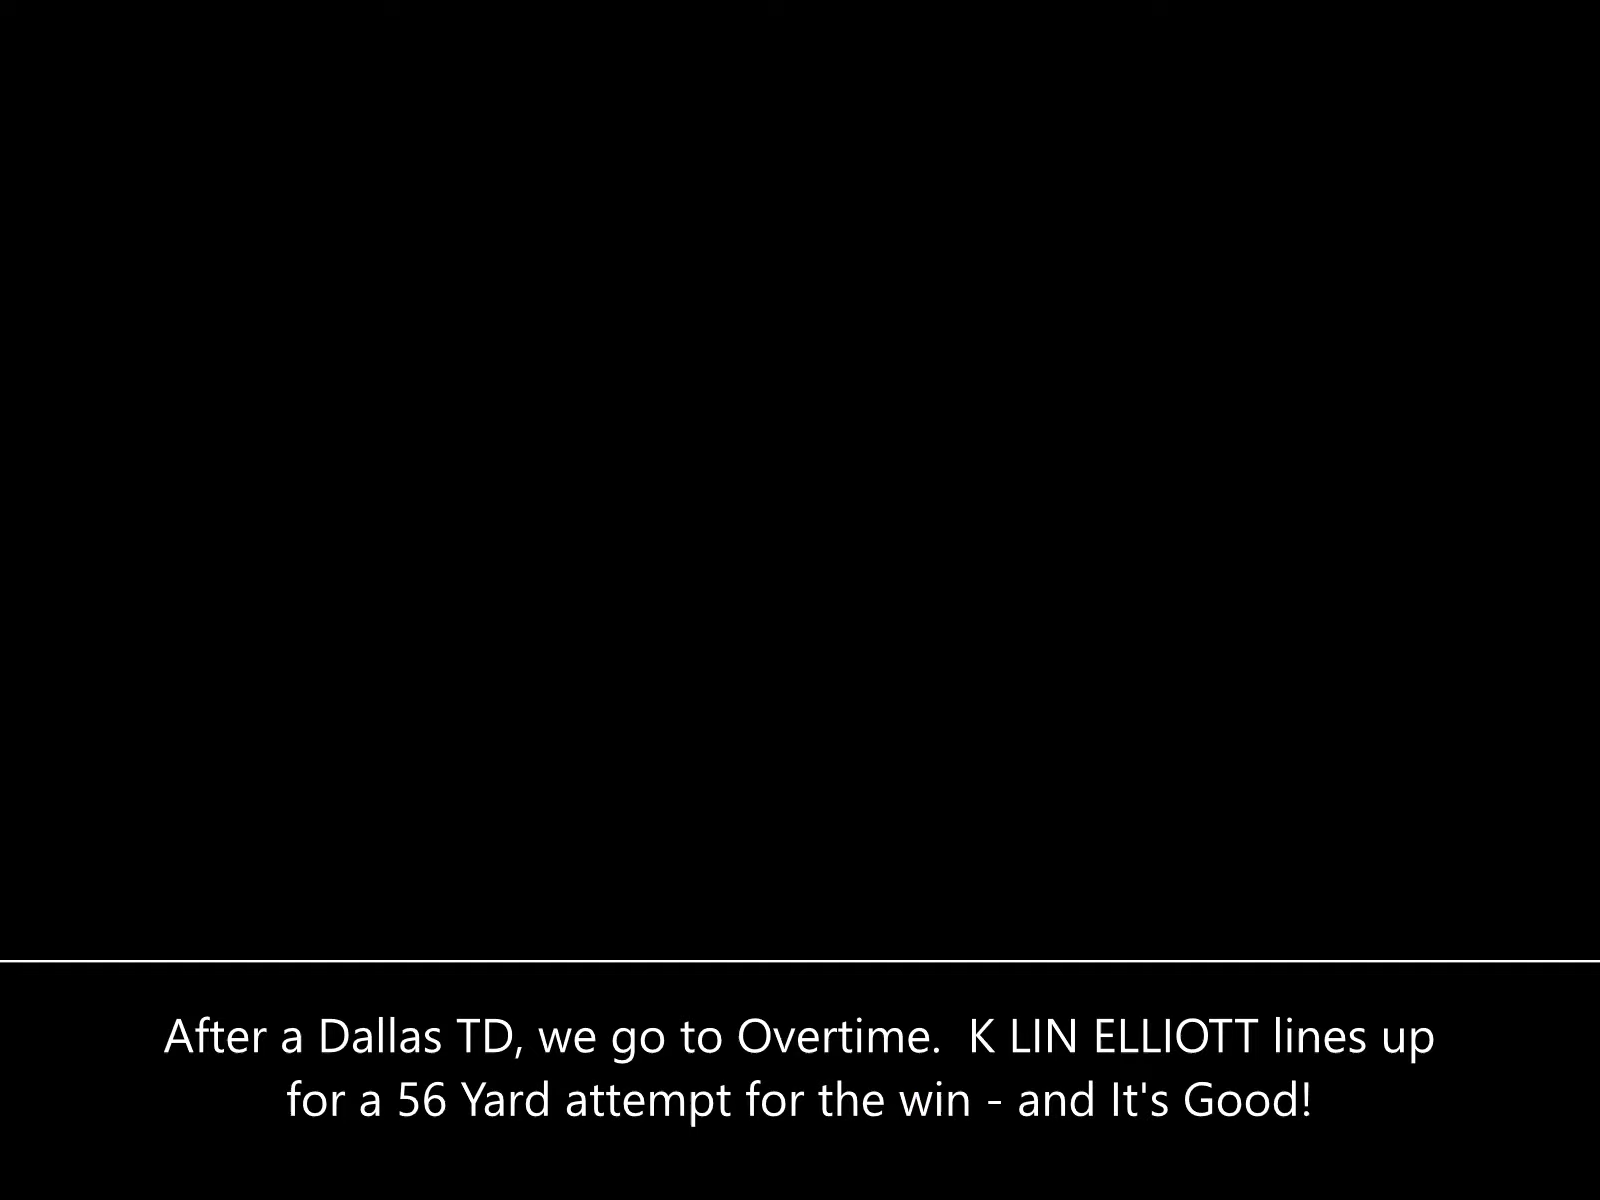 After a Dallas TD, we go to Overtime.  K LIN ELLIOTT lines up
for a 56 Yard attempt for the win - and It's Good!